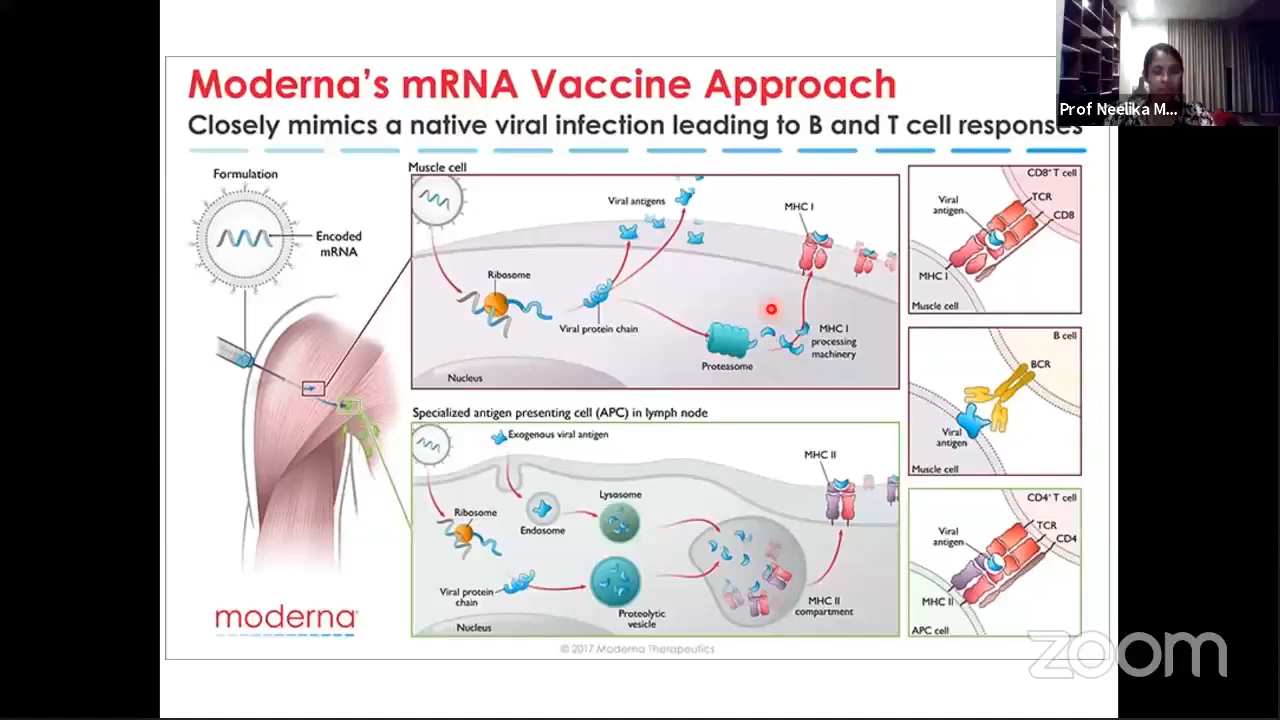 Moderna's mRNA Vaccine Approach
Closely mimics a native viral infection leading to B and T cell responses
Prof Neelika M...
Formulation
Encoded
mRNA
moderna
Muscle cell
Viral antigens
MHC I
Ribosome
Viral protein chain
Proteasome
MHC I
processing
machinery
Nucleus
Specialized antigen presenting cell (APC) in lymph node
Exogenous viral antigen
MHC II
Lysosome
Ribosome
Endosome
Viral protein
chain
Proteolytic
vesicle
MHC II
compartment
Nucleus
CD8+ T cell
TCR
Viral
antigen
CD8
MHC I
Muscle cell
B cell
BCR
Viral
antigen
Muscle cell
CD4+ T cell
TCR
Viral
antigen
CD4
MHC II
APC cell
© 2017 Moderna Therapeutics
zoom